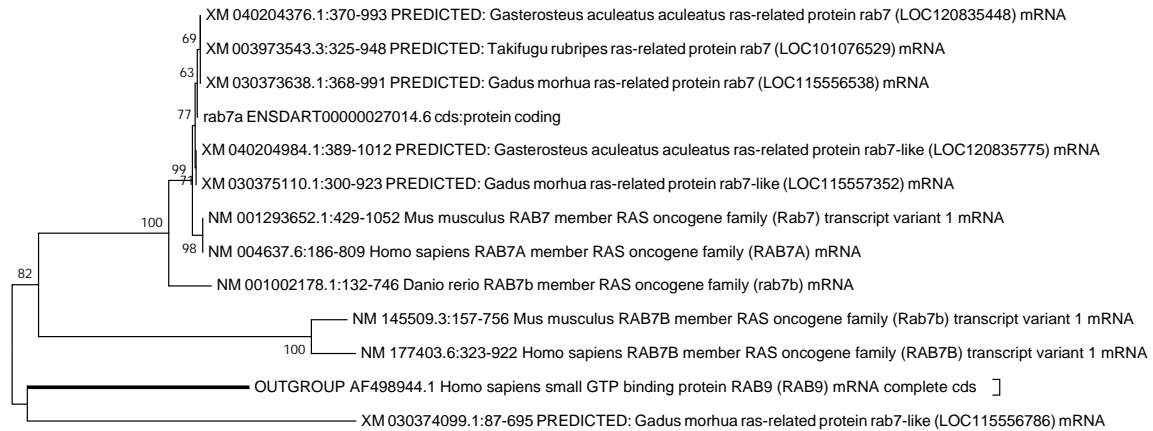 XM 040204376.1:370-993 PREDICTED: Gasterosteus aculeatus aculeatus ras-related protein rab7 (LOC120835448) mRNA
69
XM 003973543.3:325-948 PREDICTED: Takifugu rubripes ras-related protein rab7 (LOC101076529) mRNA
63
XM 030373638.1:368-991 PREDICTED: Gadus morhua ras-related protein rab7 (LOC115556538) mRNA
77
rab7a ENSDART00000027014.6 cds:protein coding
XM 040204984.1:389-1012 PREDICTED: Gasterosteus aculeatus aculeatus ras-related protein rab7-like (LOC120835775) mRNA
99
71
XM 030375110.1:300-923 PREDICTED: Gadus morhua ras-related protein rab7-like (LOC115557352) mRNA
NM 001293652.1:429-1052 Mus musculus RAB7 member RAS oncogene family (Rab7) transcript variant 1 mRNA
100
98
NM 004637.6:186-809 Homo sapiens RAB7A member RAS oncogene family (RAB7A) mRNA
82
NM 001002178.1:132-746 Danio rerio RAB7b member RAS oncogene family (rab7b) mRNA
NM 145509.3:157-756 Mus musculus RAB7B member RAS oncogene family (Rab7b) transcript variant 1 mRNA
100
NM 177403.6:323-922 Homo sapiens RAB7B member RAS oncogene family (RAB7B) transcript variant 1 mRNA
OUTGROUP AF498944.1 Homo sapiens small GTP binding protein RAB9 (RAB9) mRNA complete cds
XM 030374099.1:87-695 PREDICTED: Gadus morhua ras-related protein rab7-like (LOC115556786) mRNA